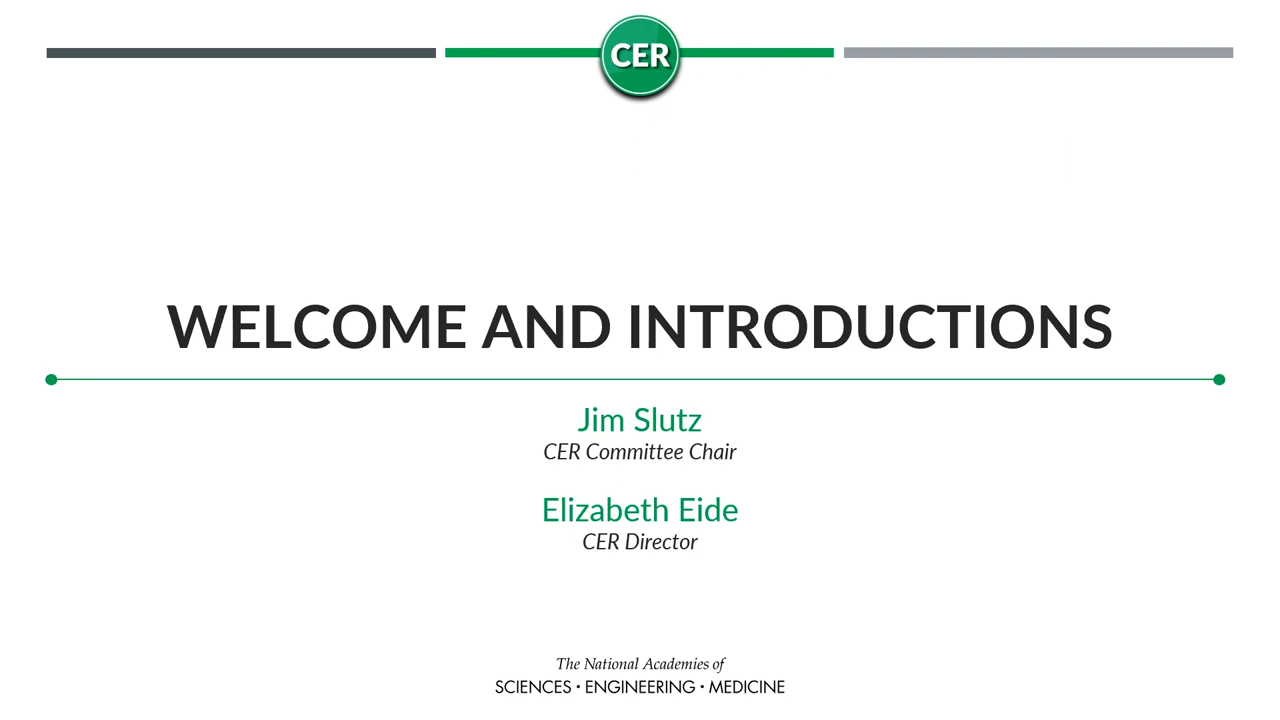 CER
WELCOME AND INTRODUCTIONS
Jim Slutz
CER Committee Chair
Elizabeth Eide
CER Director
The National Academies of
SCIENCES · ENGINEERING · MEDICINE